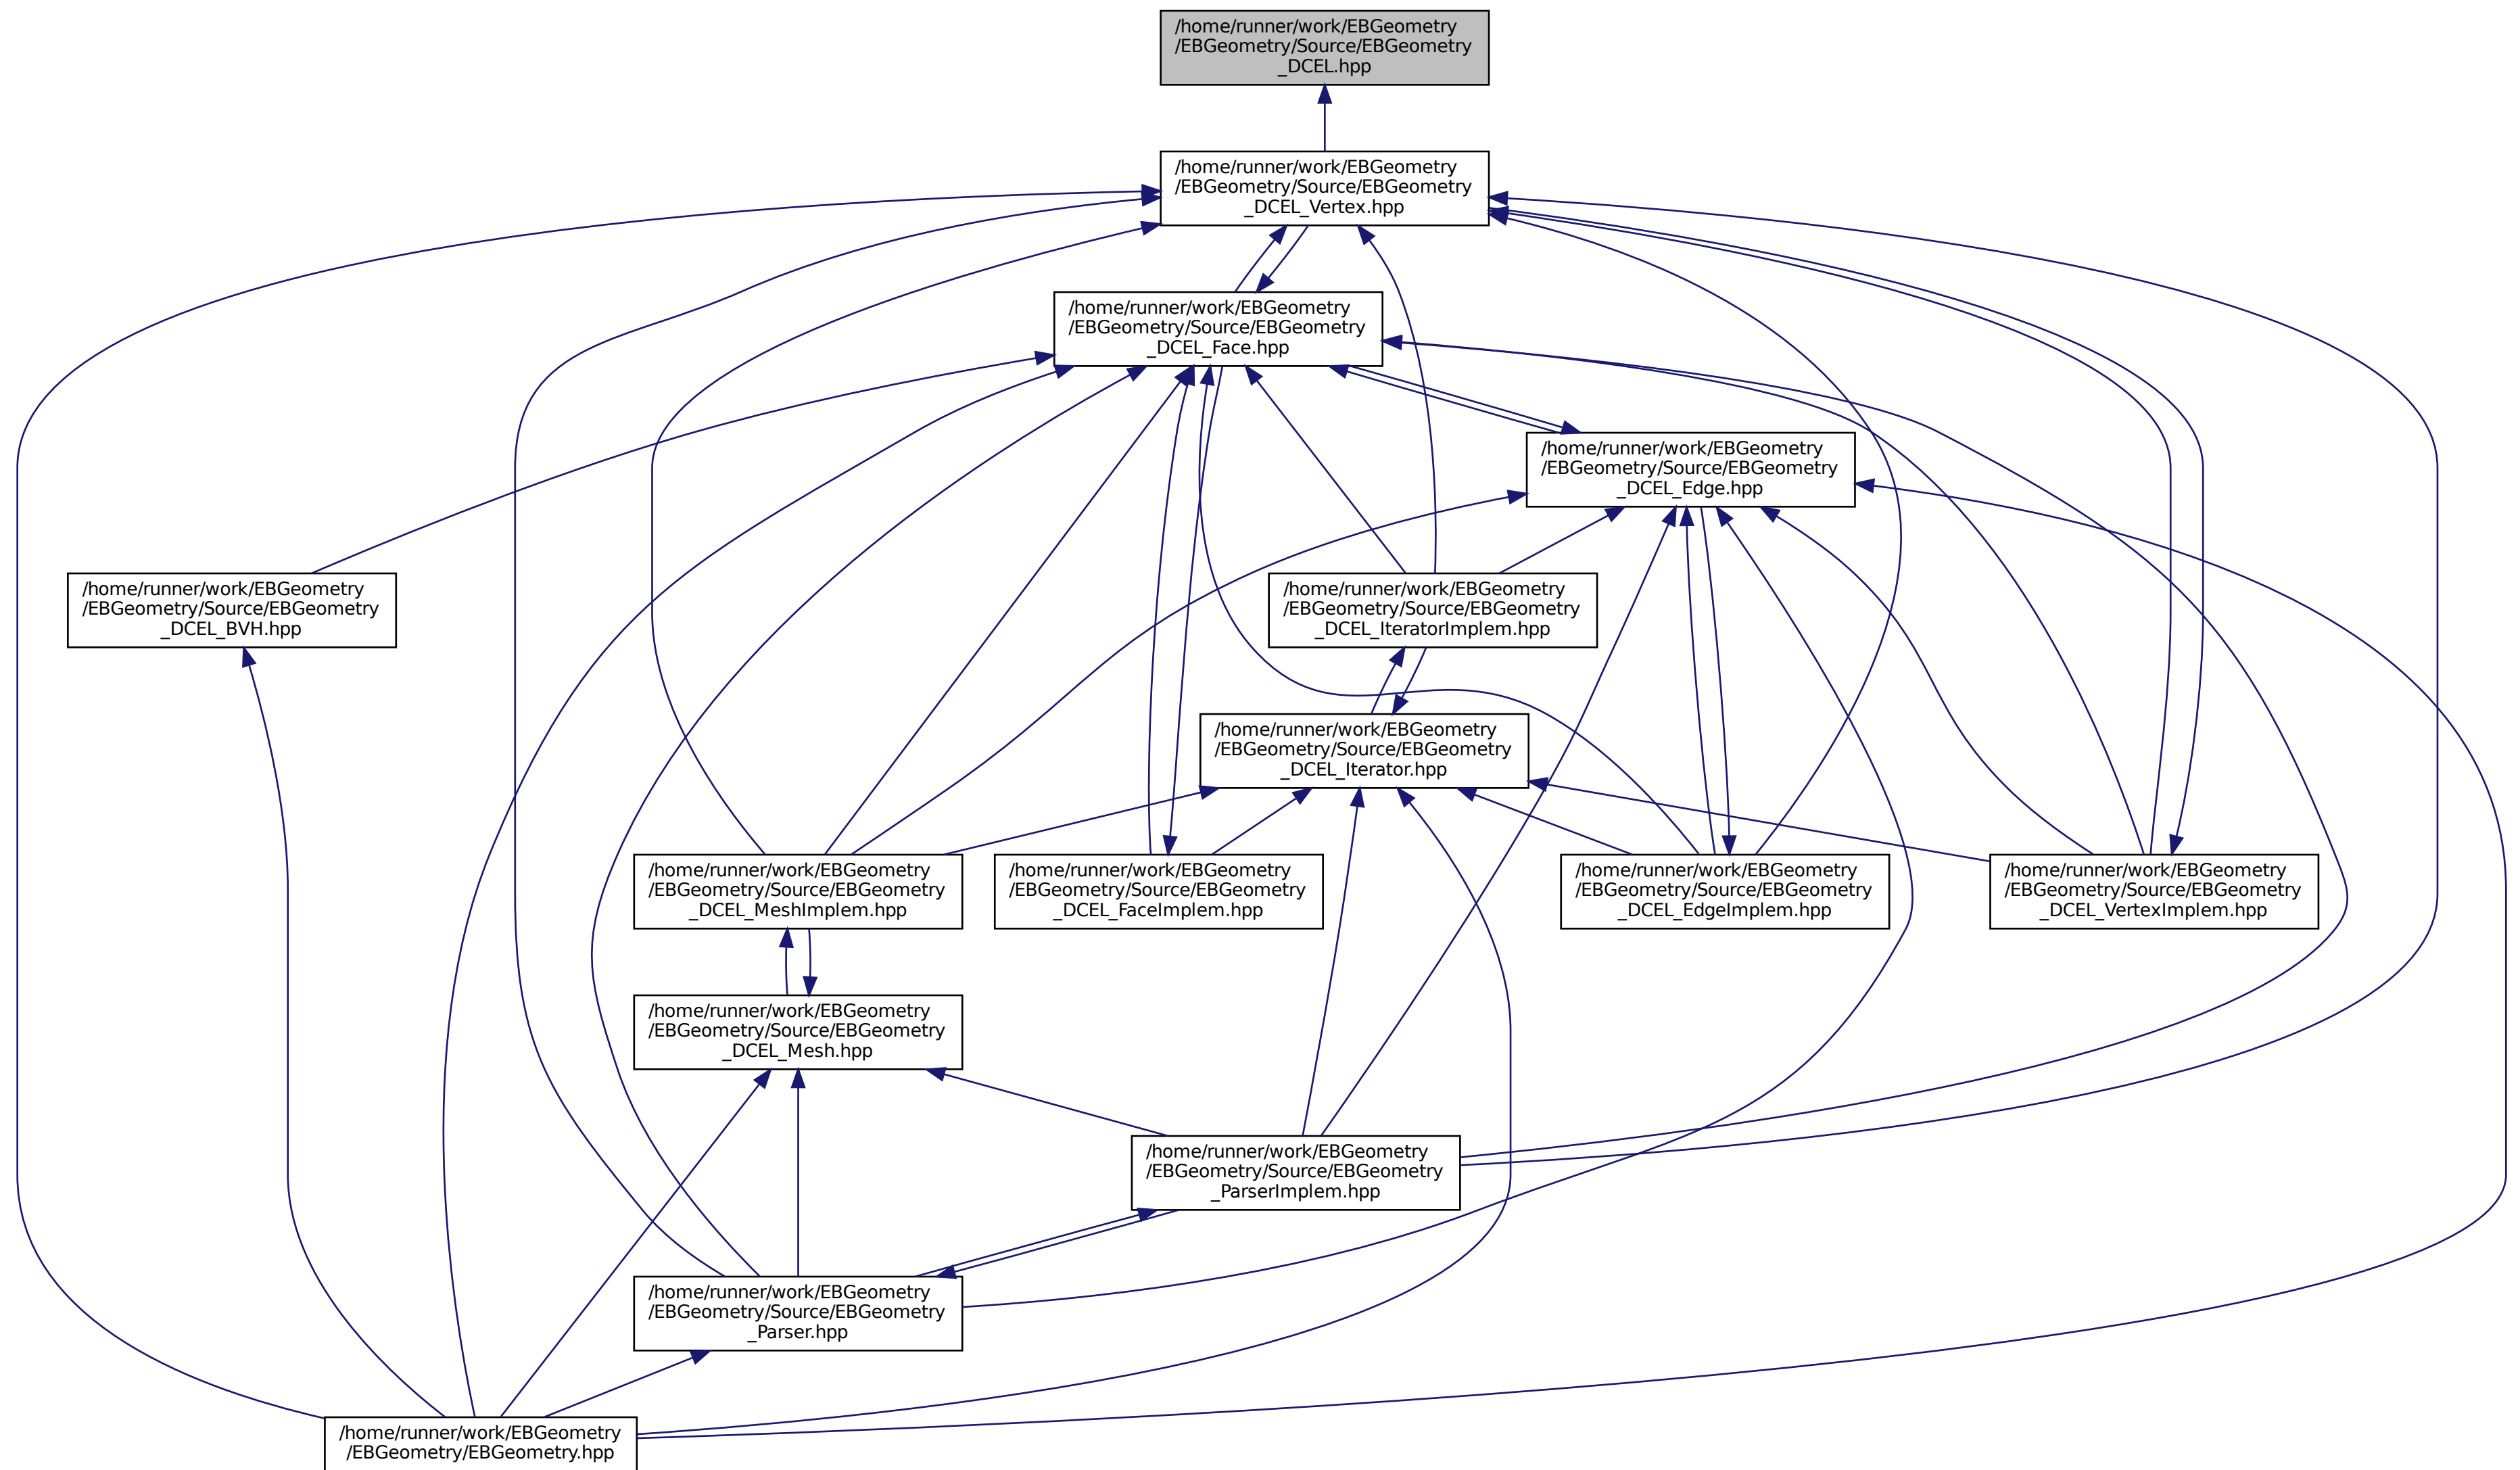 /home/runner/work/EBGeometry
/EBGeometry/Source/EBGeometry
_DCEL.hpp
/home/runner/work/EBGeometry
/EBGeometry/Source/EBGeometry
_DCEL_Vertex.hpp
/home/runner/work/EBGeometry
/EBGeometry/Source/EBGeometry
_DCEL_Face.hpp
/home/runner/work/EBGeometry
/EBGeometry/Source/EBGeometry
_DCEL_Edge.hpp
/home/runner/work/EBGeometry
/EBGeometry/Source/EBGeometry
_DCEL_BVH.hpp
/home/runner/work/EBGeometry
/EBGeometry/Source/EBGeometry
_DCEL_IteratorImplem.hpp
/home/runner/work/EBGeometry
/EBGeometry/Source/EBGeometry
_DCEL_Iterator.hpp
/home/runner/work/EBGeometry
/EBGeometry/Source/EBGeometry
_DCEL_MeshImplem.hpp
/home/runner/work/EBGeometry
/EBGeometry/Source/EBGeometry
_DCEL_FaceImplem.hpp
/home/runner/work/EBGeometry
/EBGeometry/Source/EBGeometry
_DCEL_EdgeImplem.hpp
/home/runner/work/EBGeometry
/EBGeometry/Source/EBGeometry
_DCEL_VertexImplem.hpp
/home/runner/work/EBGeometry
/EBGeometry/Source/EBGeometry
_DCEL_Mesh.hpp
/home/runner/work/EBGeometry
/EBGeometry/Source/EBGeometry
_ParserImplem.hpp
/home/runner/work/EBGeometry
/EBGeometry/Source/EBGeometry
_Parser.hpp
/home/runner/work/EBGeometry
/EBGeometry/EBGeometry.hpp